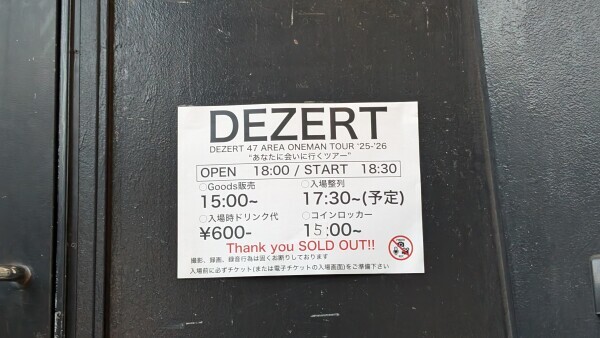 DEZERT
DEZERT 47 AREA ONEMAN TOUR '25-'26
"あなたに会いに行くツアー"
OPEN 18:00 / START 18:30
○Goods販売 ○入場整列
15:00~ 17:30~(予定)
○入場時ドリンク代 ○コインロッカー
¥600- 15:00~
Thank you SOLD OUT!!
撮影、録画、録音行為は固くお断りしております
入場前に必ずチケット(または電子チケットの入場画面)をご準備下さい